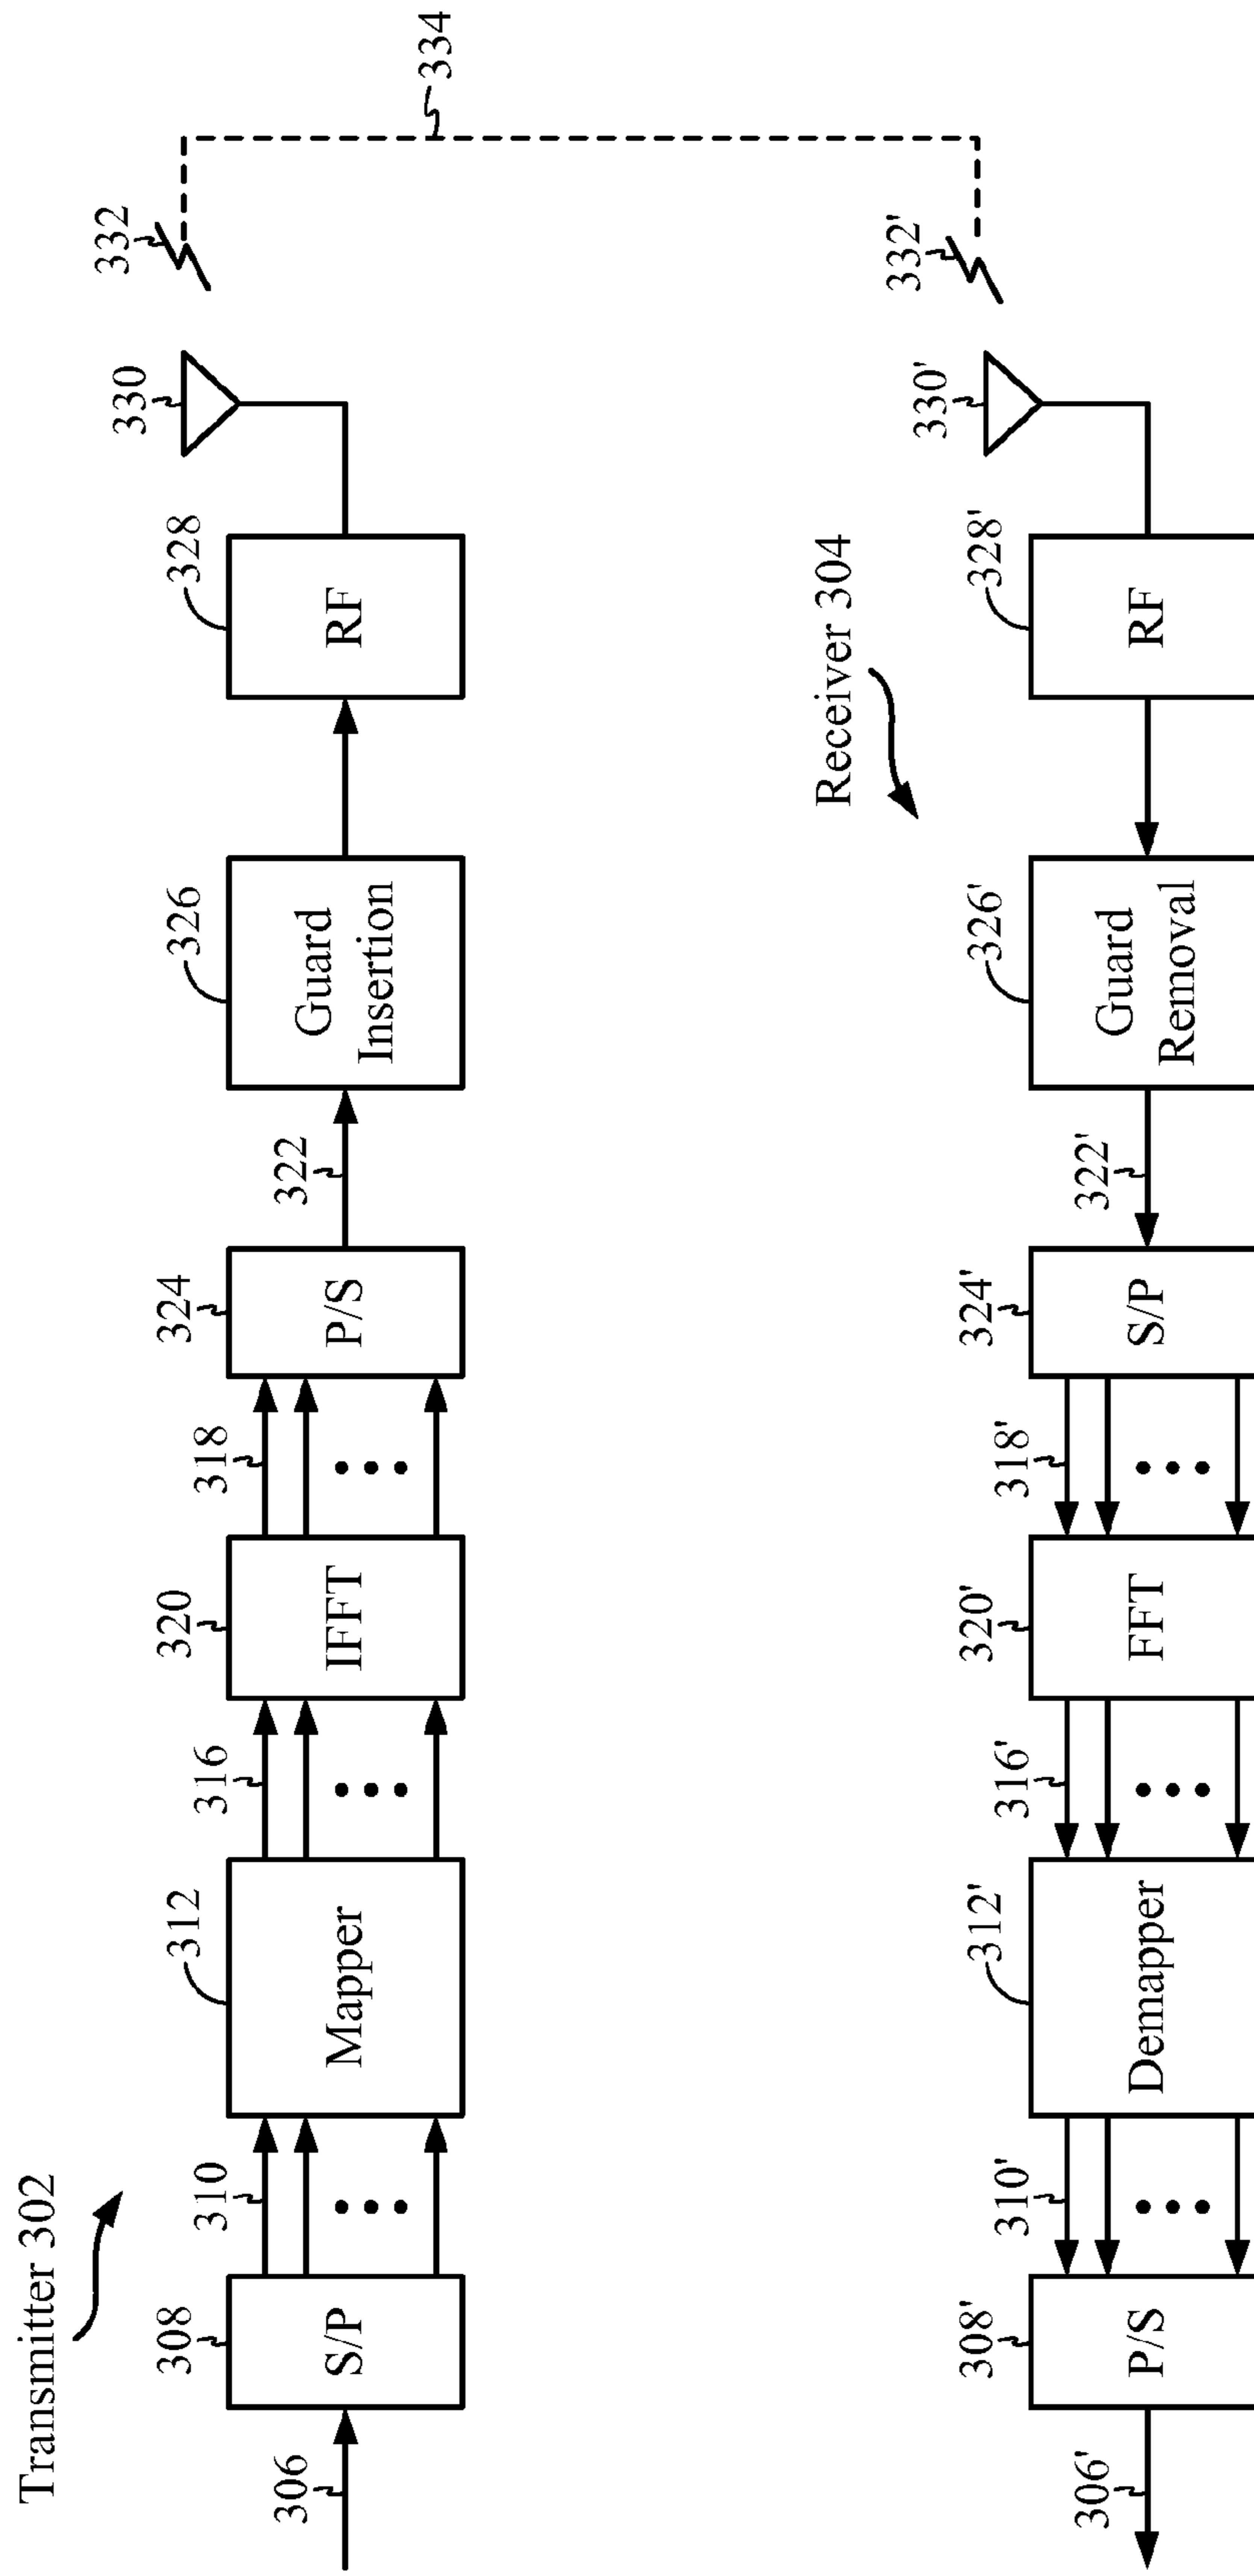 Transmitter 302
306
308
S/P
310
312
Mapper
316
320
IFFT
318
324
P/S
322
326
Guard
Insertion
328
RF
330
332
334
Receiver 304
306'
308'
P/S
310'
312'
Demapper
316'
320'
FFT
318'
324'
S/P
322'
326'
Guard
Removal
328'
RF
330'
332'